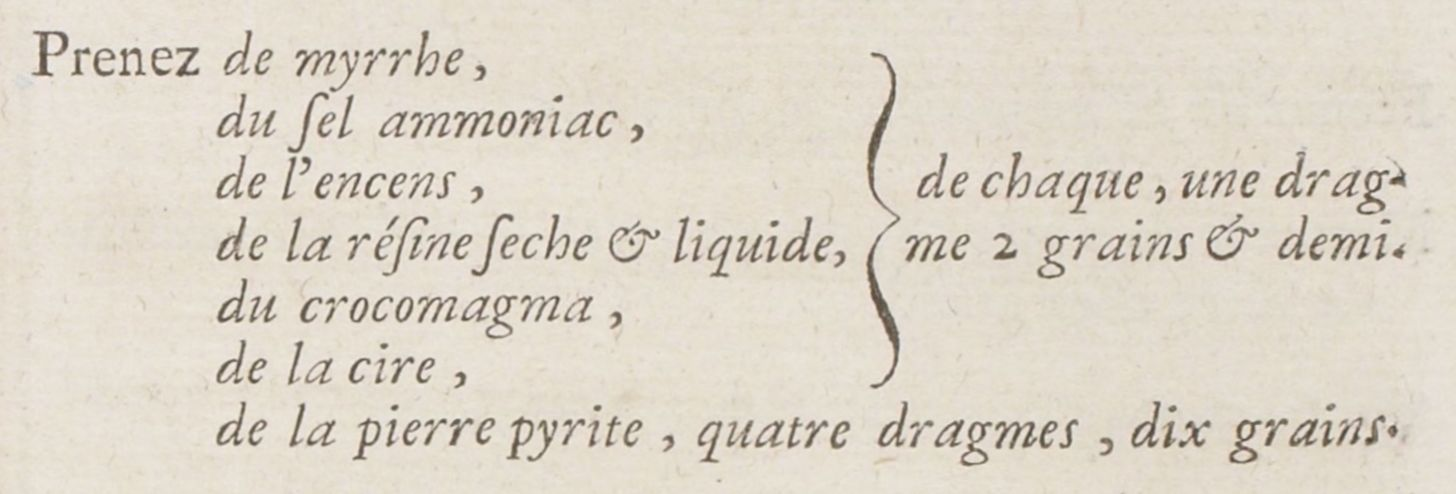 Prenez de myrrhe,
du ſel ammoniac,
de l'encens,
de la réſine ſeche & liquide,
du crocomagma,
de la cire,
de chaque, une drag-
me 2 grains & demi.
de la pierre pyrite, quatre dragmes, dix grains.